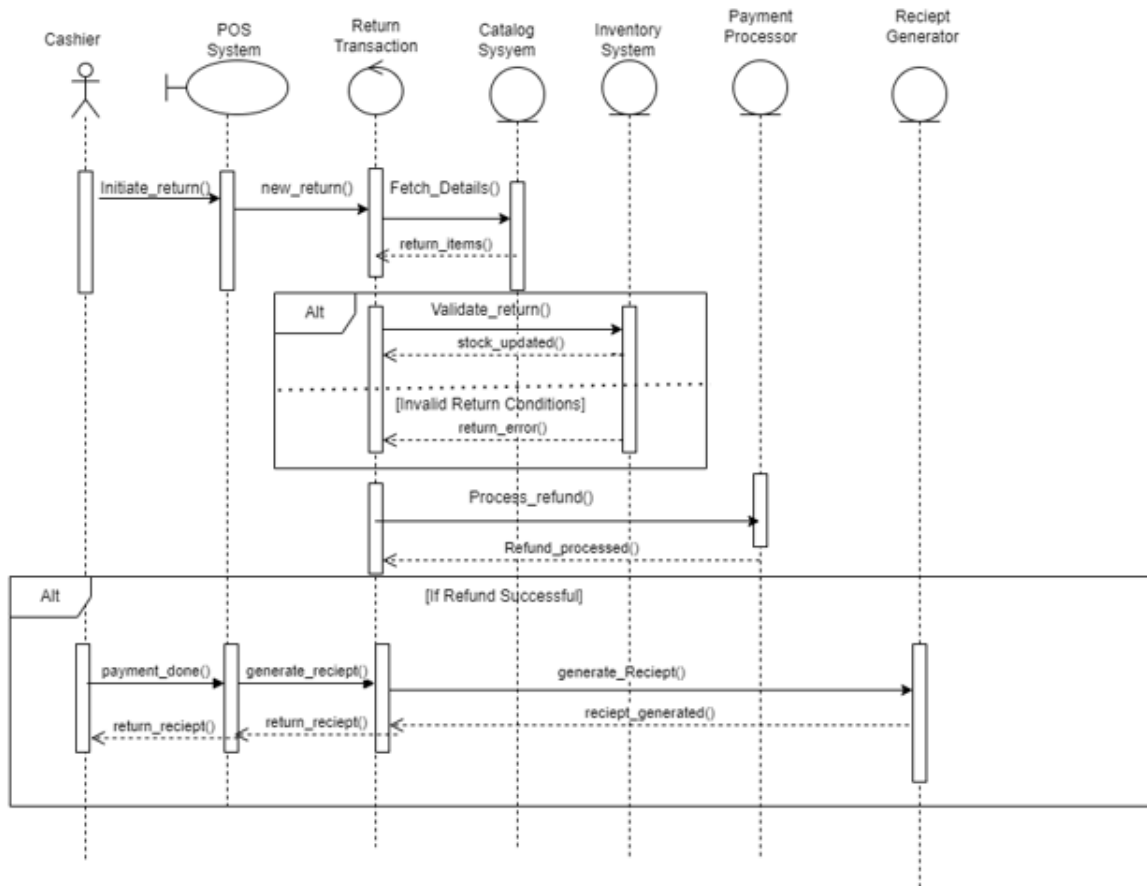 Cashier
POS
System
Return
Transaction
Catalog
Sysyem
Inventory
System
Payment
Processor
Reciept
Generator
Initiate_return()
new_return()
Fetch_Details()
return_items()
Alt
Validate_return()
stock_updated()
[Invalid Return Conditions]
return_error()
Process_refund()
Refund_processed()
Alt
[If Refund Successful]
payment_done()
generate_reciept()
generate_Reciept()
reciept_generated()
return_reciept()
return_reciept()